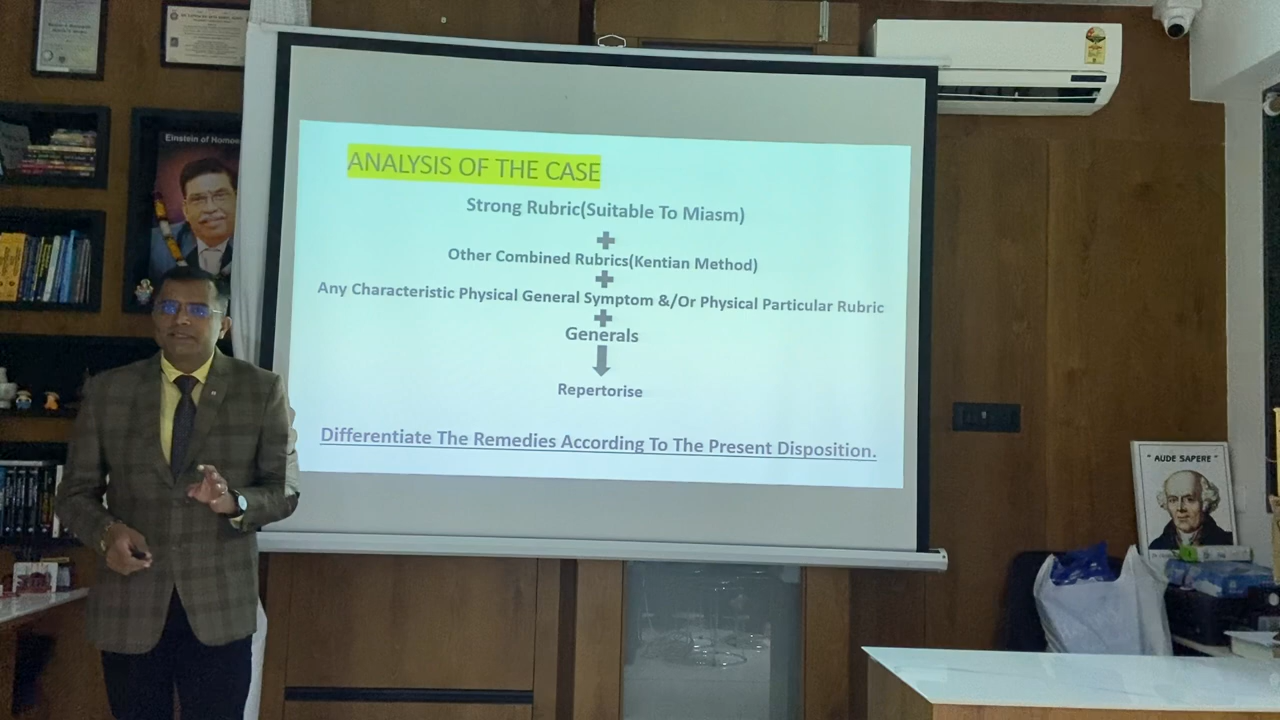 Einstein of Homoe
ANALYSIS OF THE CASE
Strong Rubric(Suitable To Miasm)
Other Combined Rubrics(Kentian Method)
Any Characteristic Physical General Symptom &/Or Physical Particular Rubric
Generals
Repertorise
Differentiate The Remedies According To The Present Disposition.
" AUDE SAPERE "